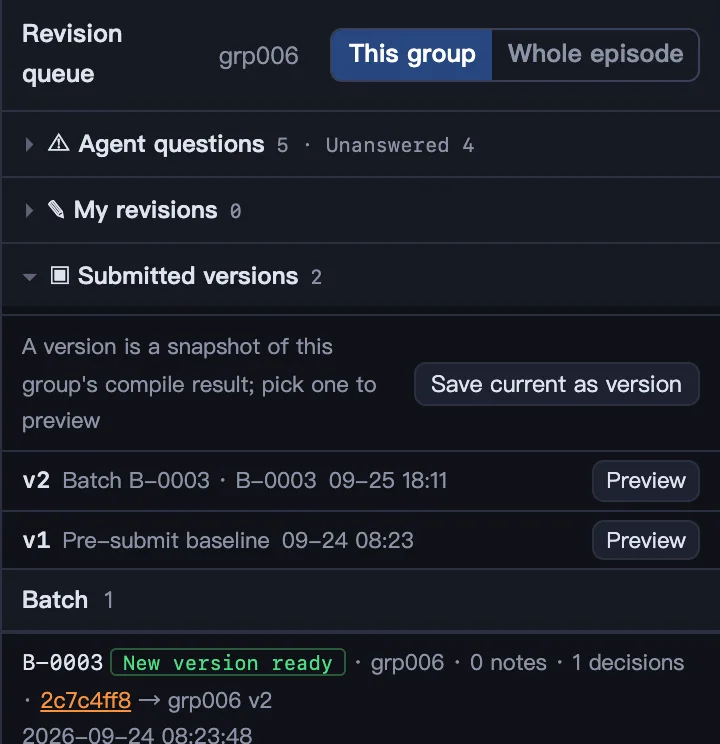 Revision queue grp006 This group Whole episode
⚠ Agent questions 5 · Unanswered 4
✎ My revisions 0
▣ Submitted versions 2
A version is a snapshot of this
group's compile result; pick one to
preview
Save current as version
v2 Batch B-0003 · B-0003 09-25 18:11 Preview
v1 Pre-submit baseline 09-24 08:23 Preview
Batch 1
B-0003 New version ready · grp006 · 0 notes · 1 decisions
· 2c7c4ff8 → grp006 v2
2026-09-24 08:23:48